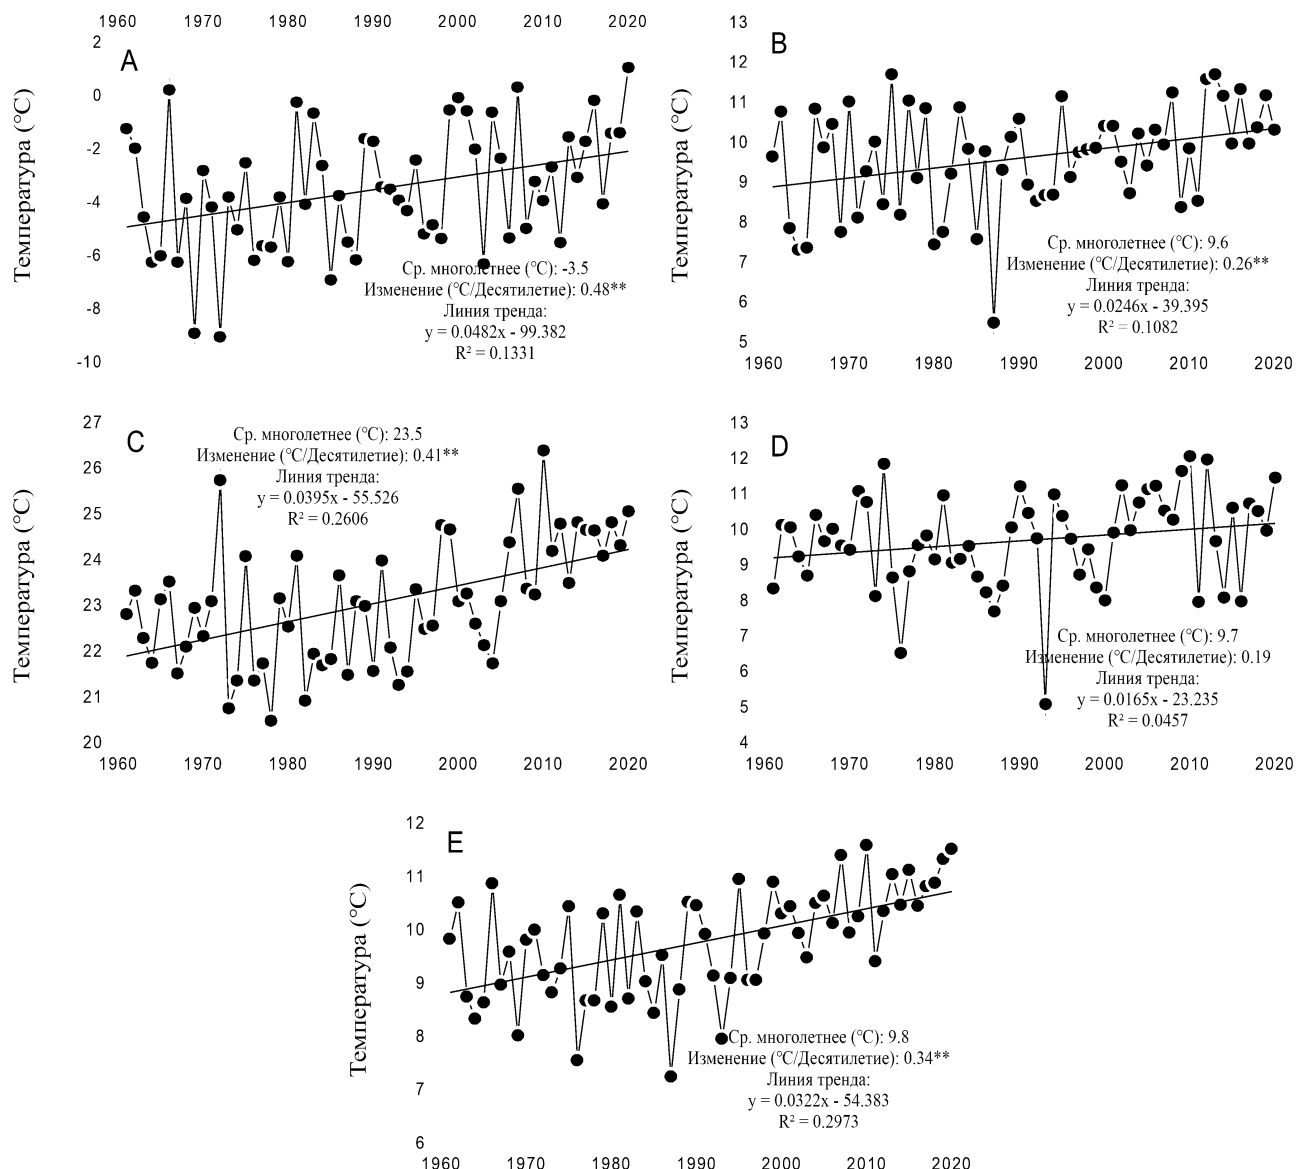 1960 1970 1980 1990 2000 2010 2020
A
Температура (°C)
2
0
-2
-4
-6
-8
-10
Ср. многолетнее (°C): -3.5
Изменение (°C/Десятилетие): 0.48**
Линия тренда:
y = 0.0482x - 99.382
R² = 0.1331
B
Температура (°C)
13
12
11
10
9
8
7
6
5
Ср. многолетнее (°C): 9.6
Изменение (°C/Десятилетие): 0.26**
Линия тренда:
y = 0.0246x - 39.395
R² = 0.1082
1960 1970 1980 1990 2000 2010 2020
C
Температура (°C)
27
26
25
24
23
22
21
20
Ср. многолетнее (°C): 23.5
Изменение (°C/Десятилетие): 0.41**
Линия тренда:
y = 0.0395x - 55.526
R² = 0.2606
1960 1970 1980 1990 2000 2010 2020
D
Температура (°C)
13
12
11
10
9
8
7
6
5
4
Ср. многолетнее (°C): 9.7
Изменение (°C/Десятилетие): 0.19
Линия тренда:
y = 0.0165x - 23.235
R² = 0.0457
1960 1970 1980 1990 2000 2010 2020
E
Температура (°C)
12
11
10
9
8
7
6
Ср. многолетнее (°C): 9.8
Изменение (°C/Десятилетие): 0.34**
Линия тренда:
y = 0.0322x - 54.383
R² = 0.2973
1960 1970 1980 1990 2000 2010 2020